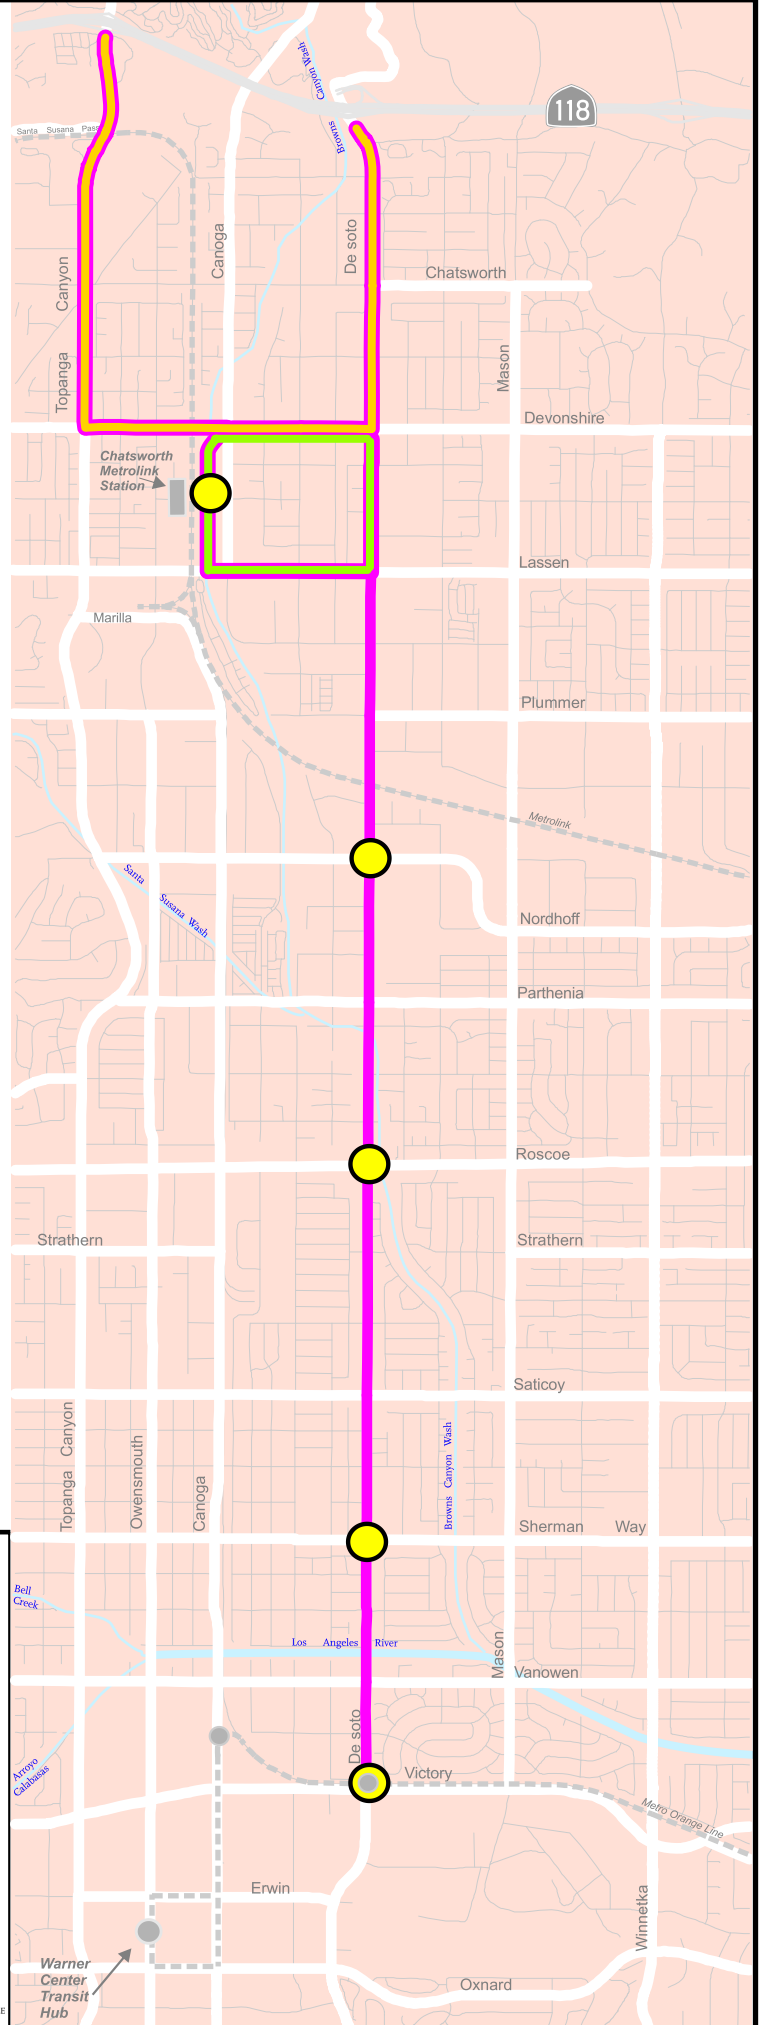 Canyon Wash
Browns
118
Santa Susana Pass
Canoga
De soto
Topanga Canyon
Chatsworth
Mason
Devonshire
Chatsworth
Metrolink
Station
Lassen
Marilla
Plummer
Metrolink
Santa Susana Wash
Nordhoff
Parthenia
Roscoe
Strathern
Strathern
Saticoy
Topanga Canyon
Owensmouth
Canoga
Browns Canyon Wash
Sherman Way
Bell
Creek
Los Angeles River
Mason
Vanowen
De soto
Arroyo
Calabasas
Victory
Metro Orange Line
Erwin
Winnetka
Warner
Center
Transit
Hub
Oxnard
E